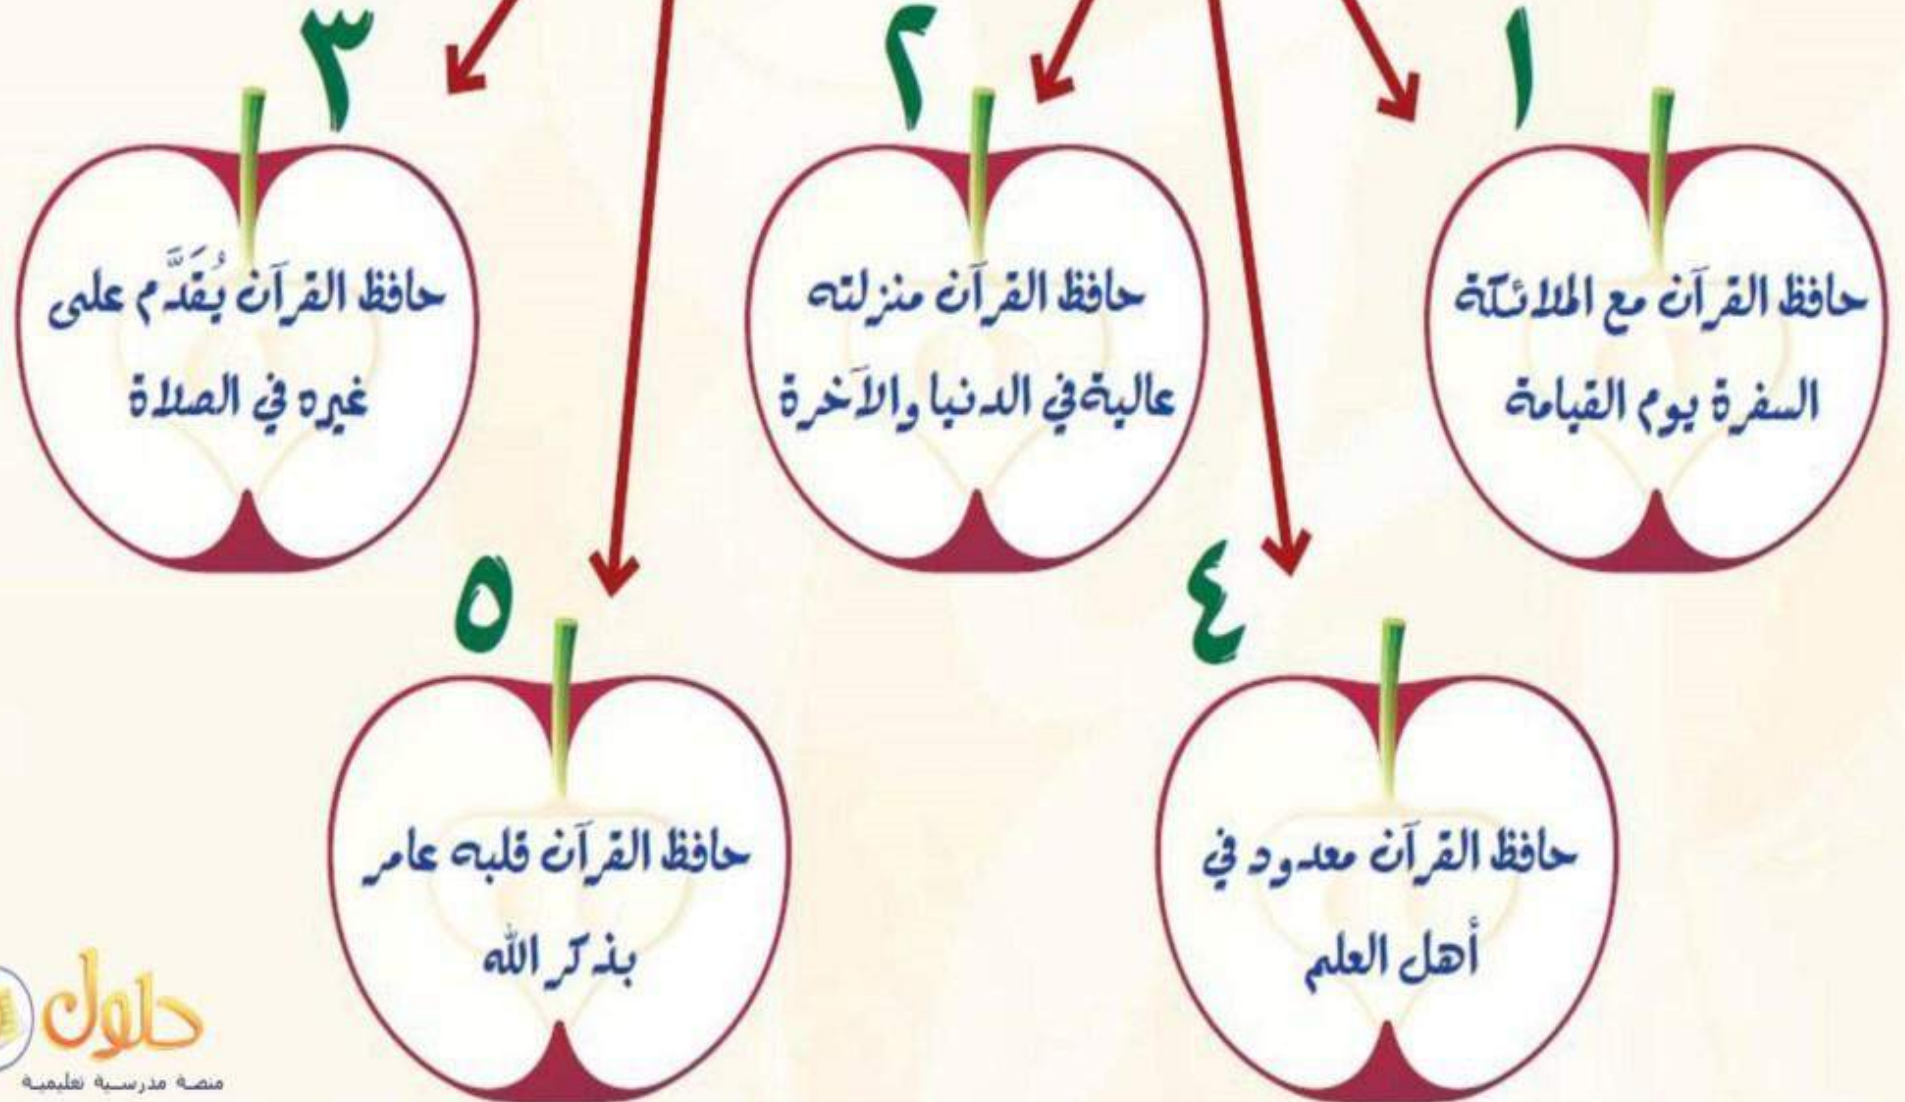 ١
حافظ القرآن مع الملائكة
السفرة يوم القيامة
٢
حافظ القرآن منزلته
عالية في الدنيا والآخرة
٣
حافظ القرآن يُقَدَّم على
غيره في الصلاة
٤
حافظ القرآن معدود في
أهل العلم
٥
حافظ القرآن قلبه عامر
بذكر الله
حلول
منصة مدرسية تعليمية